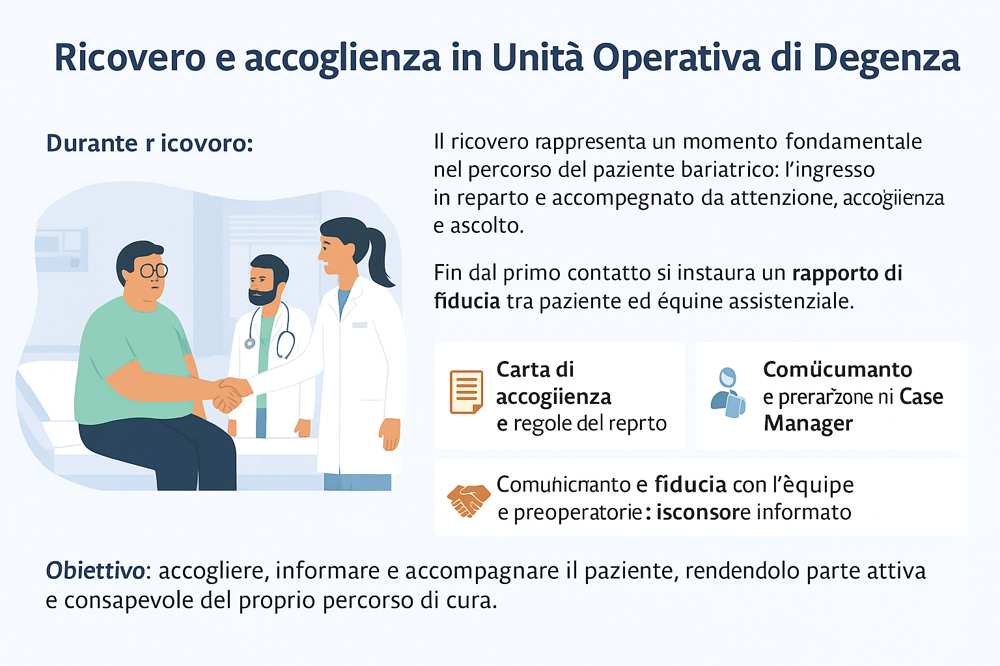 Ricovero e accoglienza in Unità Operativa di Degenza
Durante r icovoro:
Il ricovero rappresenta un momento fondamentale
nel percorso del paziente bariatrico: l'ingresso
in reparto e accompegnato da attenzione, accogiienza
e ascolto.
Fin dal primo contatto si instaura un rapporto di
fiducia tra paziente ed équine assistenziale.
Carta di
accogiienza
e regole del reprto
Comücumanto
e ni Case
Manager
e fiducia con l'èquipe
e preoperatorie: isconsore informato
Obiettivo: accogliere, informare e accompagnare il paziente, rendendolo parte attiva
e consapevole del proprio percorso di cura.